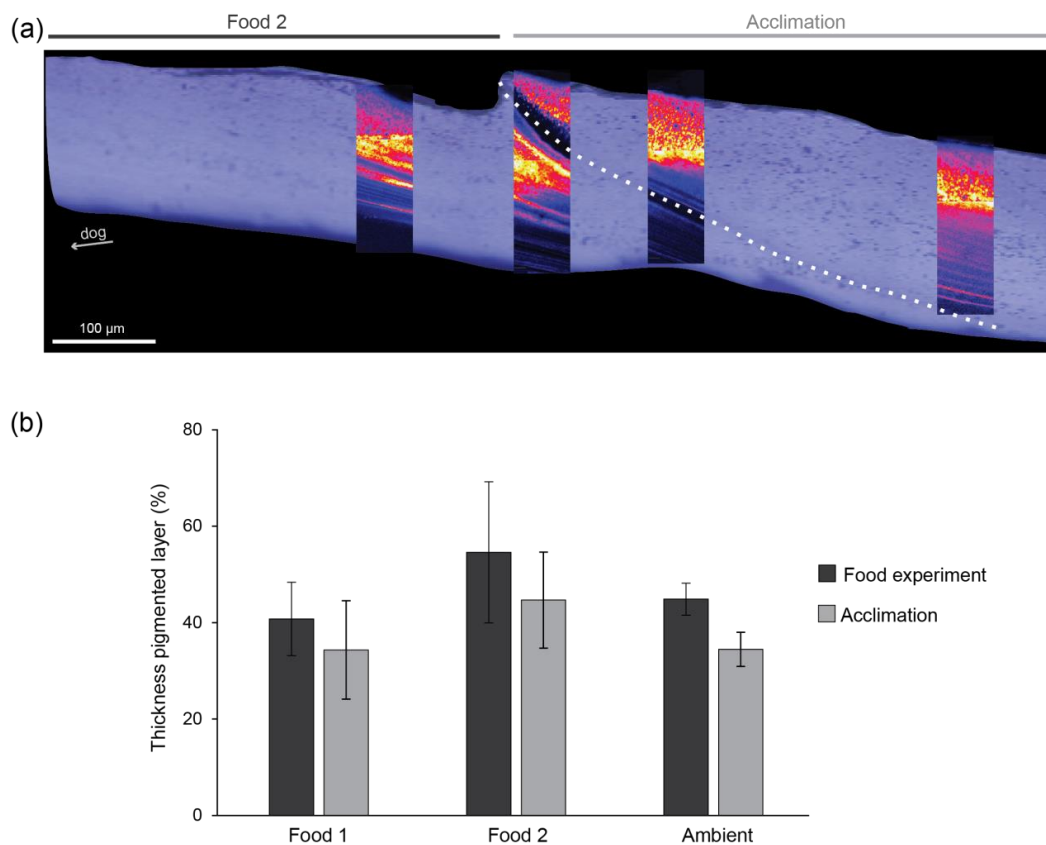 (a)
Food 2
Acclimation
dog
100 µm
(b)
Thickness pigmented layer (%)
80
60
40
20
0
Food 1
Food 2
Ambient
Food experiment
Acclimation